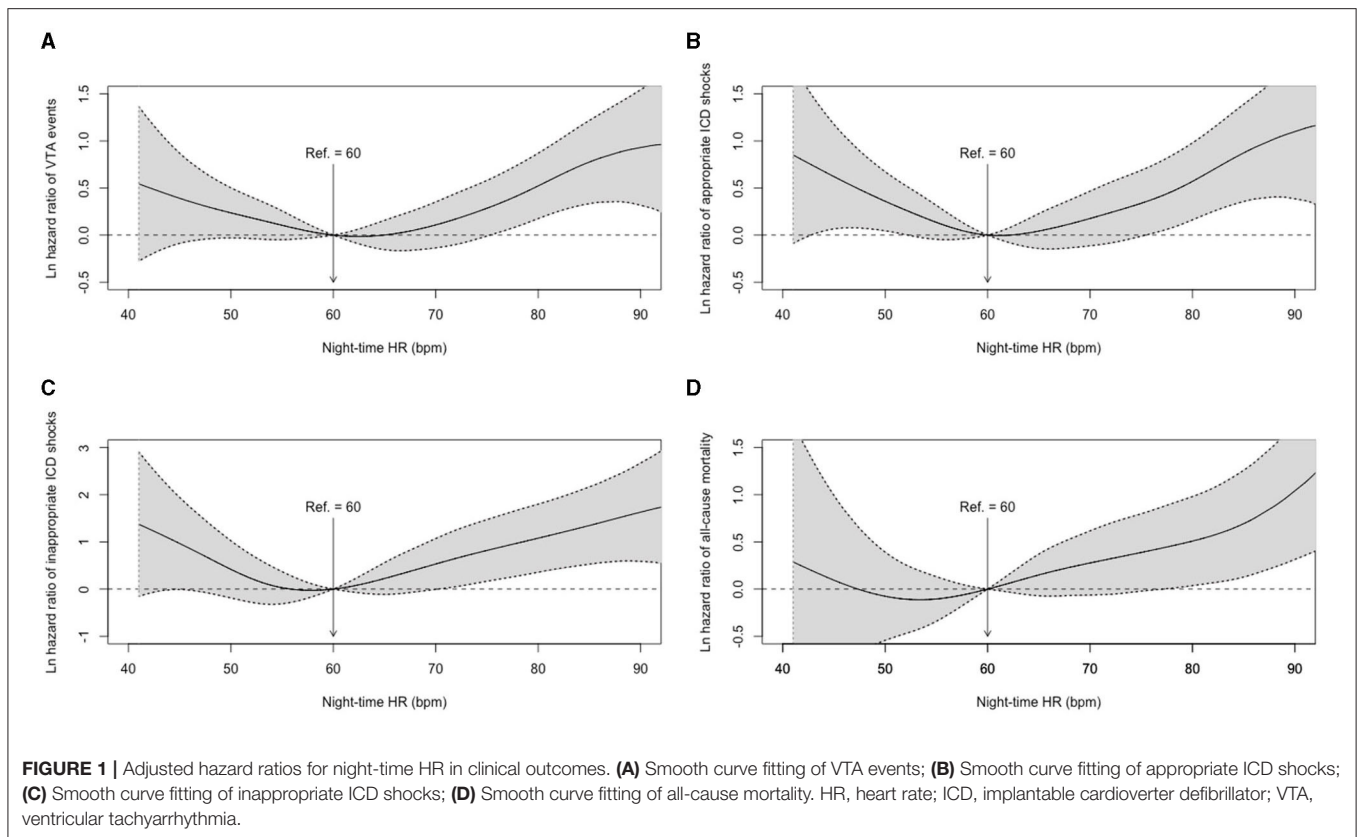 A
Ln hazard ratio of VTA events
1.5
1.0
0.5
0.0
-0.5
Ref. = 60
40 50 60 70 80 90
Night-time HR (bpm)
B
Ln hazard ratio of appropriate ICD shocks
1.5
1.0
0.5
0.0
-0.5
Ref. = 60
40 50 60 70 80 90
Night-time HR (bpm)
C
Ln hazard ratio of inappropriate ICD shocks
3
2
1
0
-1
Ref. = 60
40 50 60 70 80 90
Night-time HR (bpm)
D
Ln hazard ratio of all-cause mortality
1.5
1.0
0.5
0.0
-0.5
Ref. = 60
40 50 60 70 80 90
Night-time HR (bpm)
FIGURE 1 | Adjusted hazard ratios for night-time HR in clinical outcomes. (A) Smooth curve fitting of VTA events; (B) Smooth curve fitting of appropriate ICD shocks;
(C) Smooth curve fitting of inappropriate ICD shocks; (D) Smooth curve fitting of all-cause mortality. HR, heart rate; ICD, implantable cardioverter defibrillator; VTA,
ventricular tachyarrhythmia.